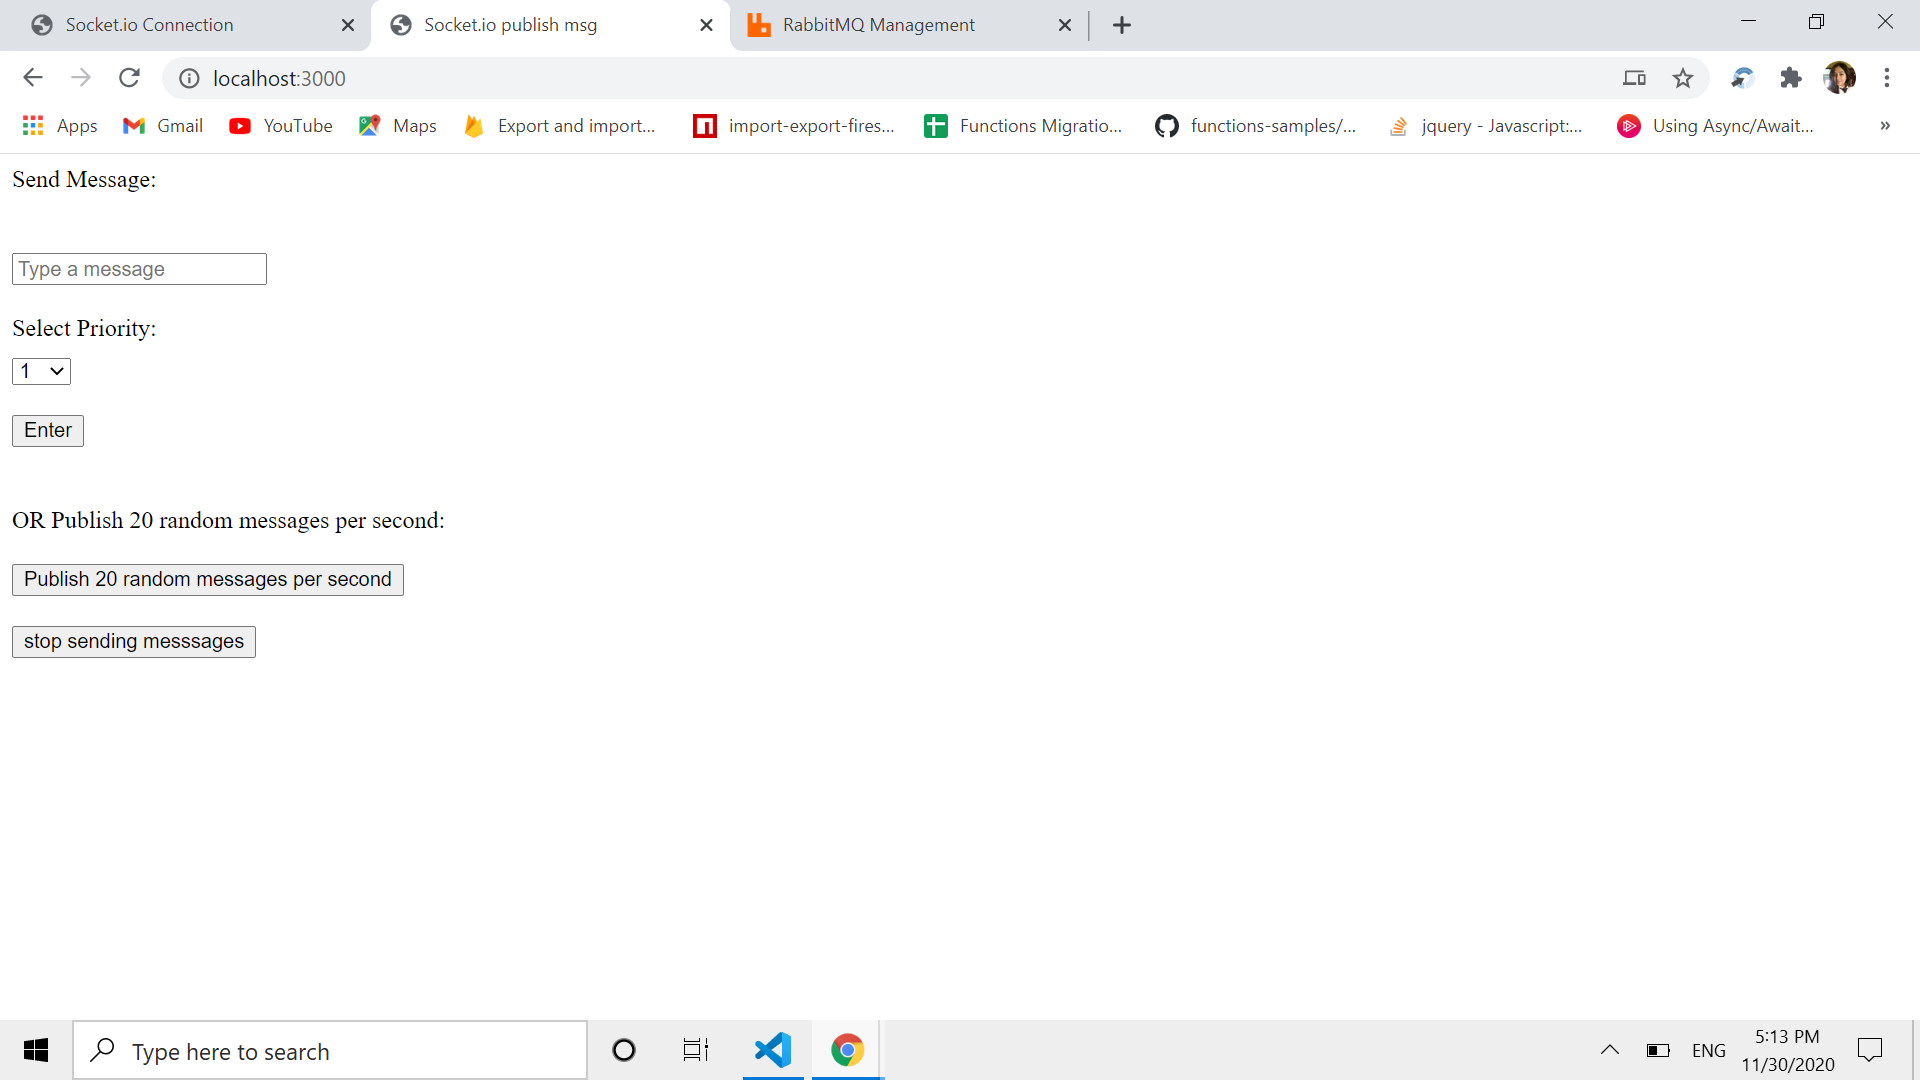 Socket.io Connection
Socket.io publish msg
RabbitMQ Management
localhost:3000
Apps
Gmail
YouTube
Maps
Export and import...
import-export-fires...
Functions Migratio...
functions-samples/...
jquery - Javascript:...
Using Async/Await...
»
Send Message:
Type a message
Select Priority:
1
Enter
OR Publish 20 random messages per second:
Publish 20 random messages per second
stop sending messsages
Type here to search
ENG
5:13 PM
11/30/2020